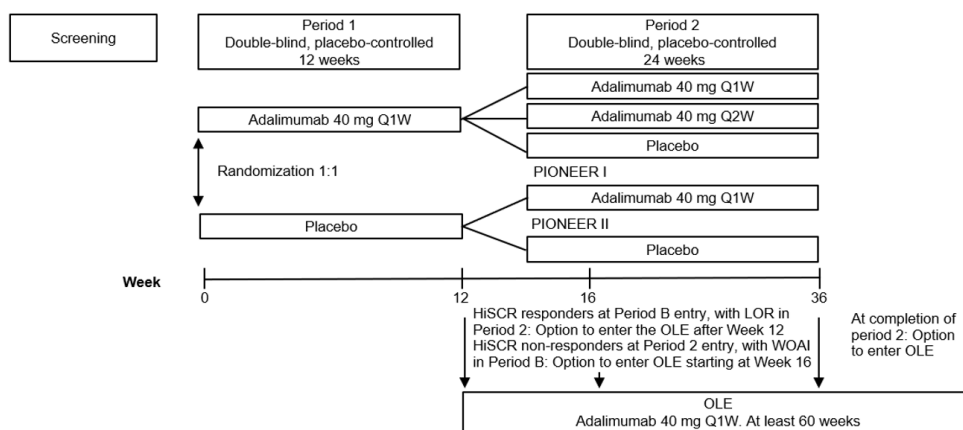 Screening
Period 1
Double-blind, placebo-controlled
12 weeks
Period 2
Double-blind, placebo-controlled
24 weeks
Adalimumab 40 mg Q1W
Adalimumab 40 mg Q1W
Adalimumab 40 mg Q2W
Placebo
Randomization 1:1
PIONEER I
Adalimumab 40 mg Q1W
Placebo
PIONEER II
Placebo
Week
0
12
16
36
HiSCR responders at Period B entry, with LOR in
Period 2: Option to enter the OLE after Week 12
HiSCR non-responders at Period 2 entry, with WOAI
in Period B: Option to enter OLE starting at Week 16
At completion of
period 2: Option
to enter OLE
OLE
Adalimumab 40 mg Q1W. At least 60 weeks